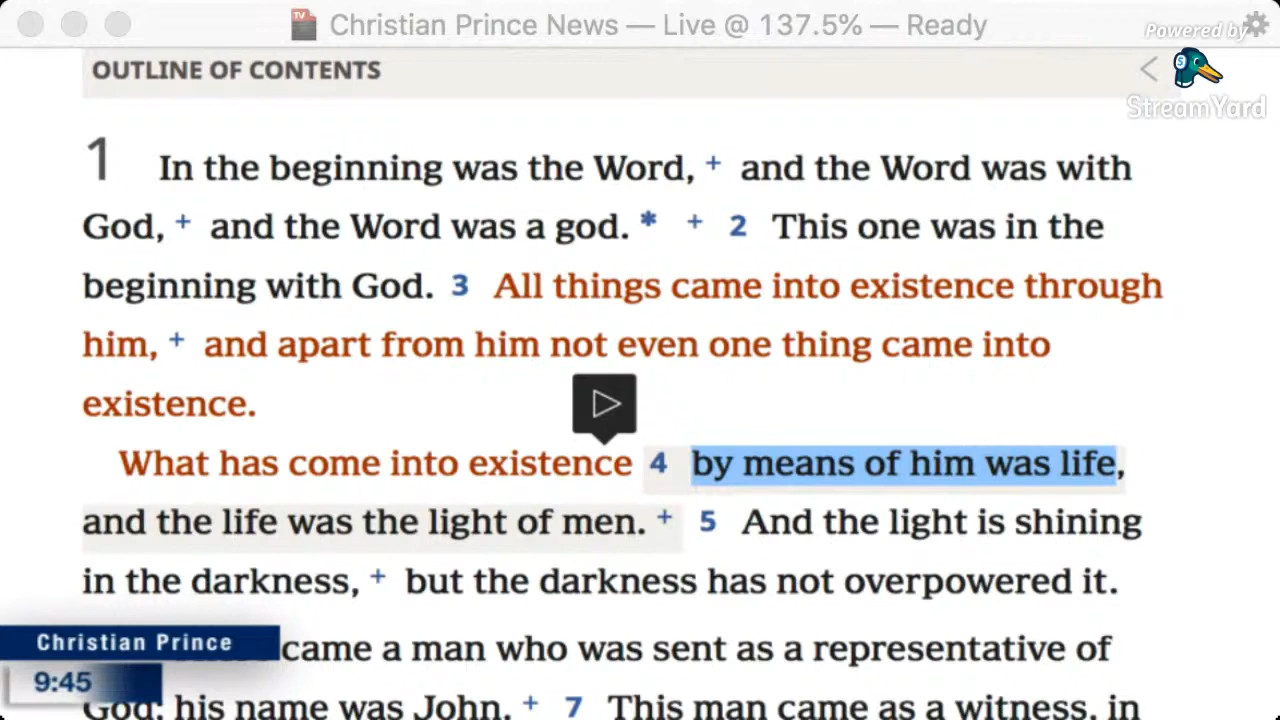 Christian Prince News — Live @ 137.5% — Ready
Powered by
StreamYard
OUTLINE OF CONTENTS
1 In the beginning was the Word, + and the Word was with
God, + and the Word was a god. * + 2 This one was in the
beginning with God. 3 All things came into existence through
him, + and apart from him not even one thing came into
existence.
What has come into existence 4 by means of him was life,
and the life was the light of men. + 5 And the light is shining
in the darkness, + but the darkness has not overpowered it.
came a man who was sent as a representative of
God; his name was John. + 7 This man came as a witness, in
Christian Prince
9:45